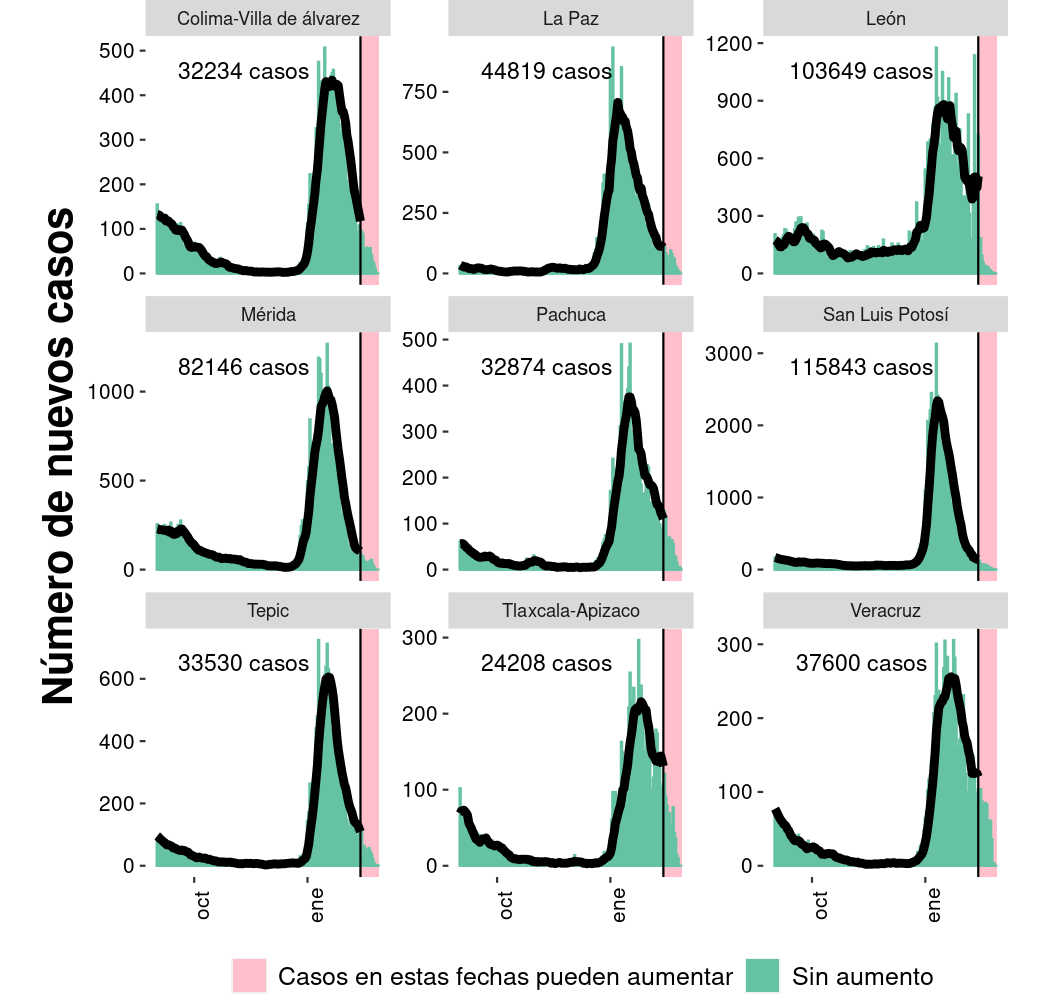 Colima-Villa de álvarez
La Paz
León
500
400
300
200
100
0
32234 casos
750
500
250
0
44819 casos
1200
900
600
300
0
103649 casos
Número de nuevos casos
Mérida
Pachuca
San Luis Potosí
1000
500
0
82146 casos
500
400
300
200
100
0
32874 casos
3000
2000
1000
0
115843 casos
Tepic
Tlaxcala-Apizaco
Veracruz
600
400
200
0
33530 casos
300
200
100
0
24208 casos
300
200
100
0
37600 casos
oct
ene
oct
ene
oct
ene
Casos en estas fechas pueden aumentar
Sin aumento